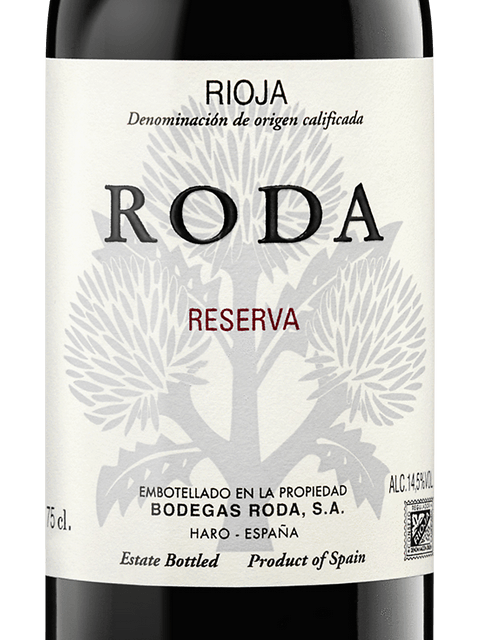 RIOJA
Denominación de origen calificada
RODA
RESERVA
ALC.14,5%VOL.
EMBOTELLADO EN LA PROPIEDAD
BODEGAS RODA, S.A.
75 cl.
HARO - ESPAÑA
Estate Bottled Product of Spain